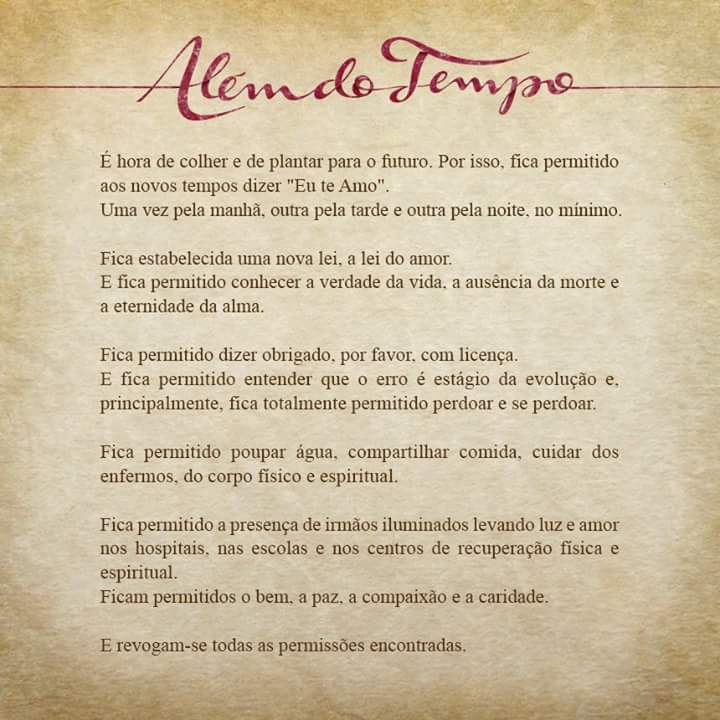 Além do Tempo
É hora de colher e de plantar para o futuro. Por isso, fica permitido
aos novos tempos dizer "Eu te Amo".
Uma vez pela manhã, outra pela tarde e outra pela noite, no mínimo.
Fica estabelecida uma nova lei, a lei do amor.
E fica permitido conhecer a verdade da vida, a ausência da morte e
a eternidade da alma.
Fica permitido dizer obrigado, por favor, com licença.
E fica permitido entender que o erro é estágio da evolução e,
principalmente, fica totalmente permitido perdoar e se perdoar.
Fica permitido poupar água, compartilhar comida, cuidar dos
enfermos, do corpo físico e espiritual.
Fica permitido a presença de irmãos iluminados levando luz e amor
nos hospitais, nas escolas e nos centros de recuperação física e
espiritual.
Ficam permitidos o bem, a paz, a compaixão e a caridade.
E revogam-se todas as permissões encontradas.